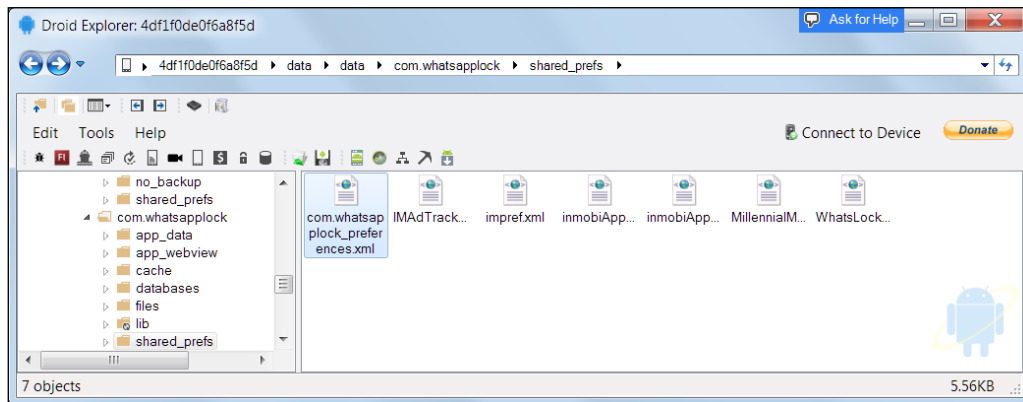 Droid Explorer: 4df1f0de0f6a8f5d
Ask for Help
4df1f0de0f6a8f5d data data com.whatsapplock shared_prefs
Edit Tools Help
Connect to Device
Donate
no_backup
shared_prefs
com.whatsapplock
app_data
app_webview
cache
databases
files
lib
shared_prefs
com.whatsap
plock_prefer
ences.xml
IMAdTrack...
impref.xml
inmobiApp...
inmobiApp...
MillennialM...
WhatsLock...
7 objects
5.56KB